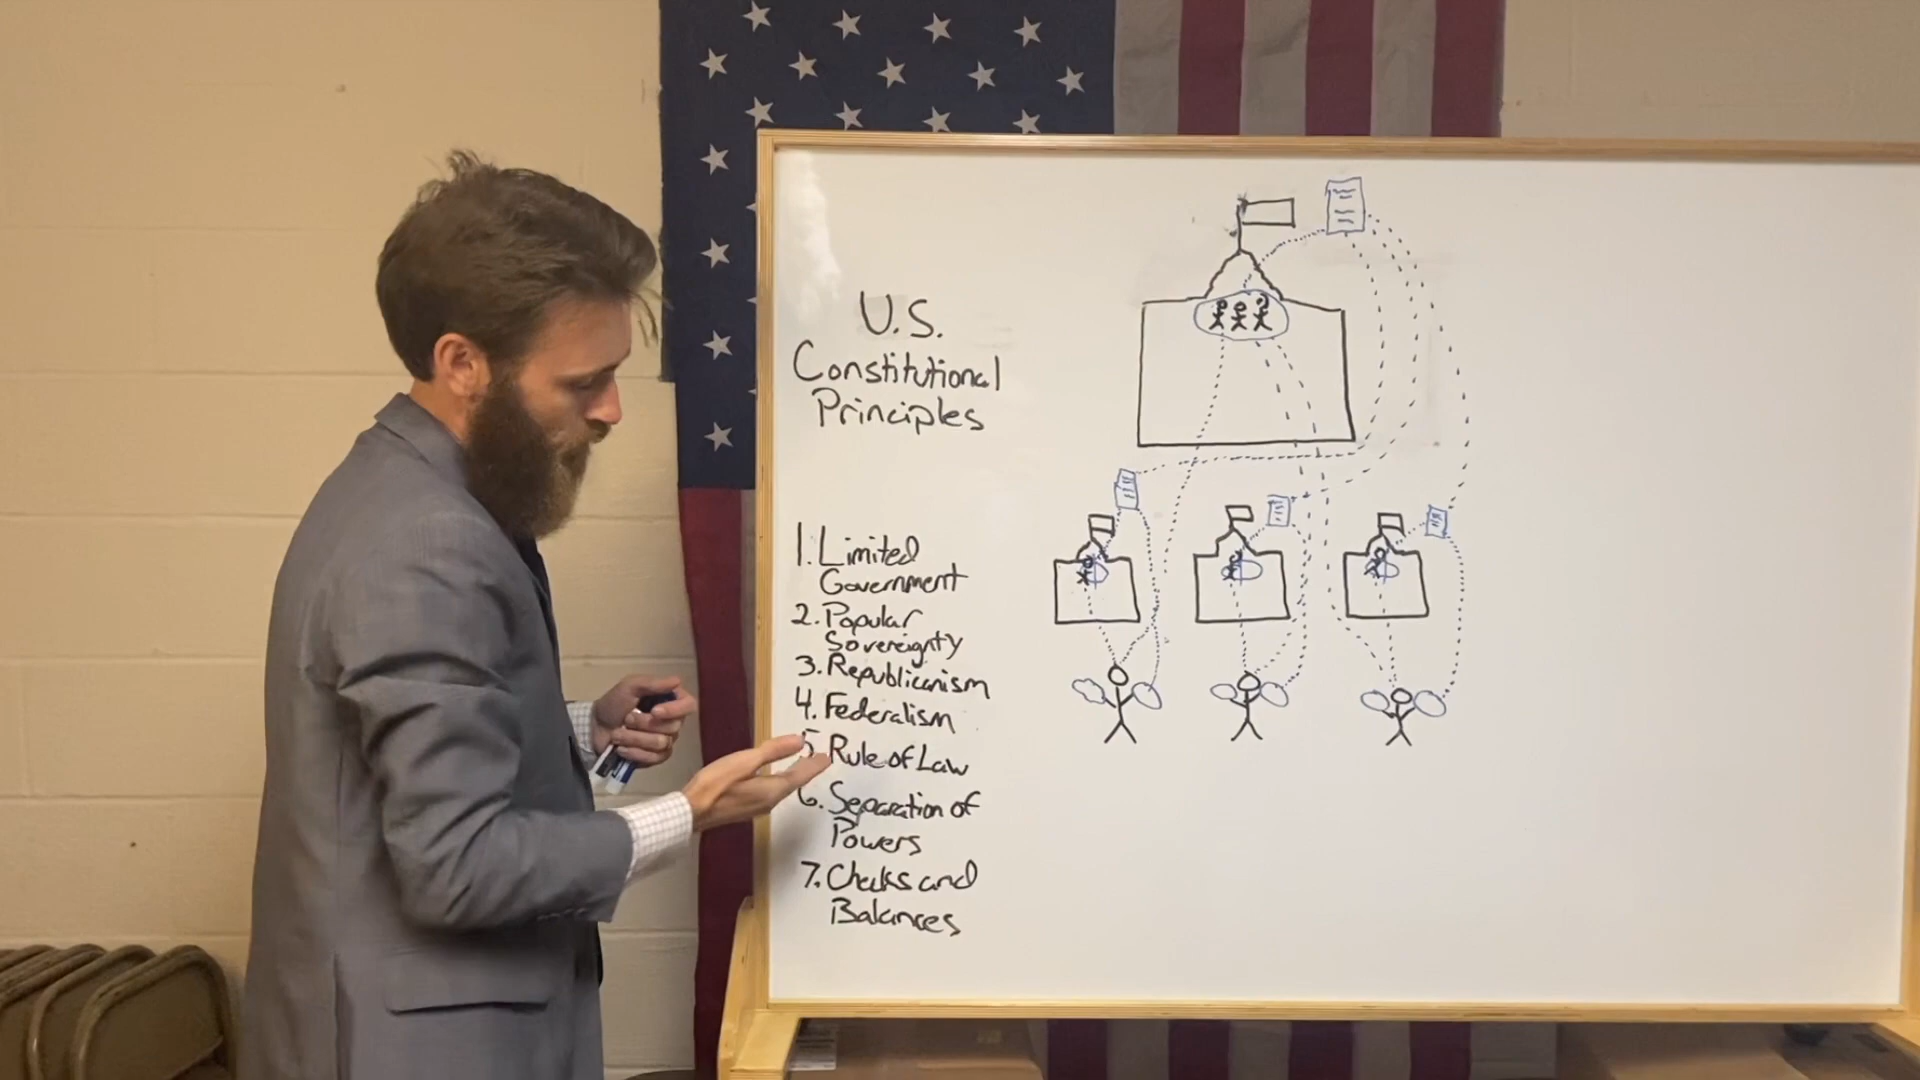 U.S.
Constitutional
Principles
1. Limited
Government
2. Popular
Sovereignty
3. Republicanism
4. Federalism
5. Rule of Law
6. Separation of
Powers
7. Checks and
Balances